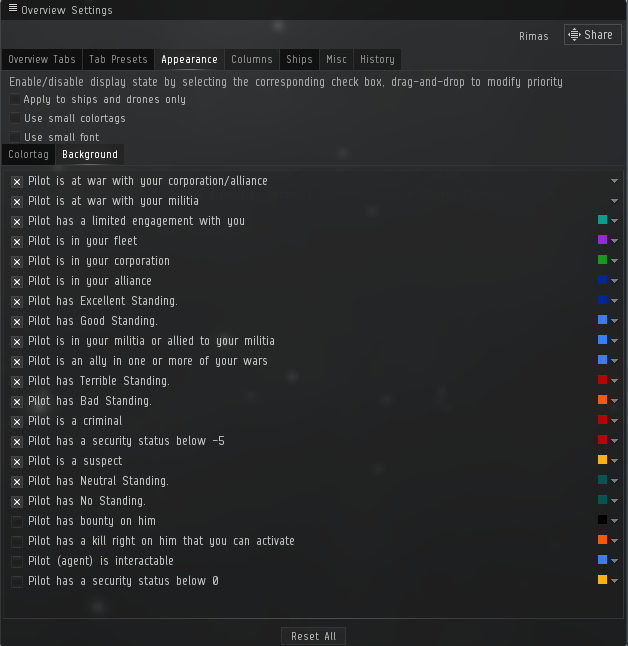 Overview Settings
Rimas
Share
Overview Tabs Tab Presets Appearance Columns Ships Misc History
Enable/disable display state by selecting the corresponding check box, drag-and-drop to modify priority
Apply to ships and drones only
Use small colortags
Use small font
Colortag Background
Pilot is at war with your corporation/alliance
Pilot is at war with your militia
Pilot has a limited engagement with you
Pilot is in your fleet
Pilot is in your corporation
Pilot is in your alliance
Pilot has Excellent Standing.
Pilot has Good Standing.
Pilot is in your militia or allied to your militia
Pilot is an ally in one or more of your wars
Pilot has Terrible Standing.
Pilot has Bad Standing.
Pilot is a criminal
Pilot has a security status below -5
Pilot is a suspect
Pilot has Neutral Standing.
Pilot has No Standing.
Pilot has bounty on him
Pilot has a kill right on him that you can activate
Pilot (agent) is interactable
Pilot has a security status below 0
Reset All